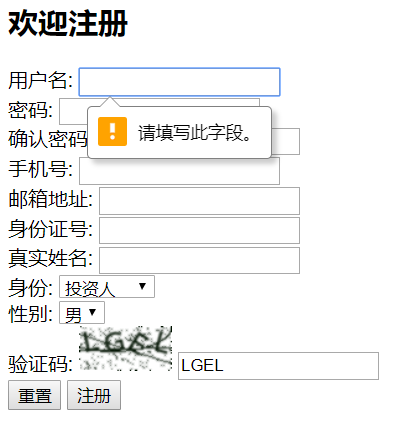 欢迎注册
用户名:
密码:
请填写此字段。
确认密码
手机号:
邮箱地址:
身份证号:
真实姓名:
身份: 投资人
性别: 男
验证码: LGEL LGEL
重置 注册